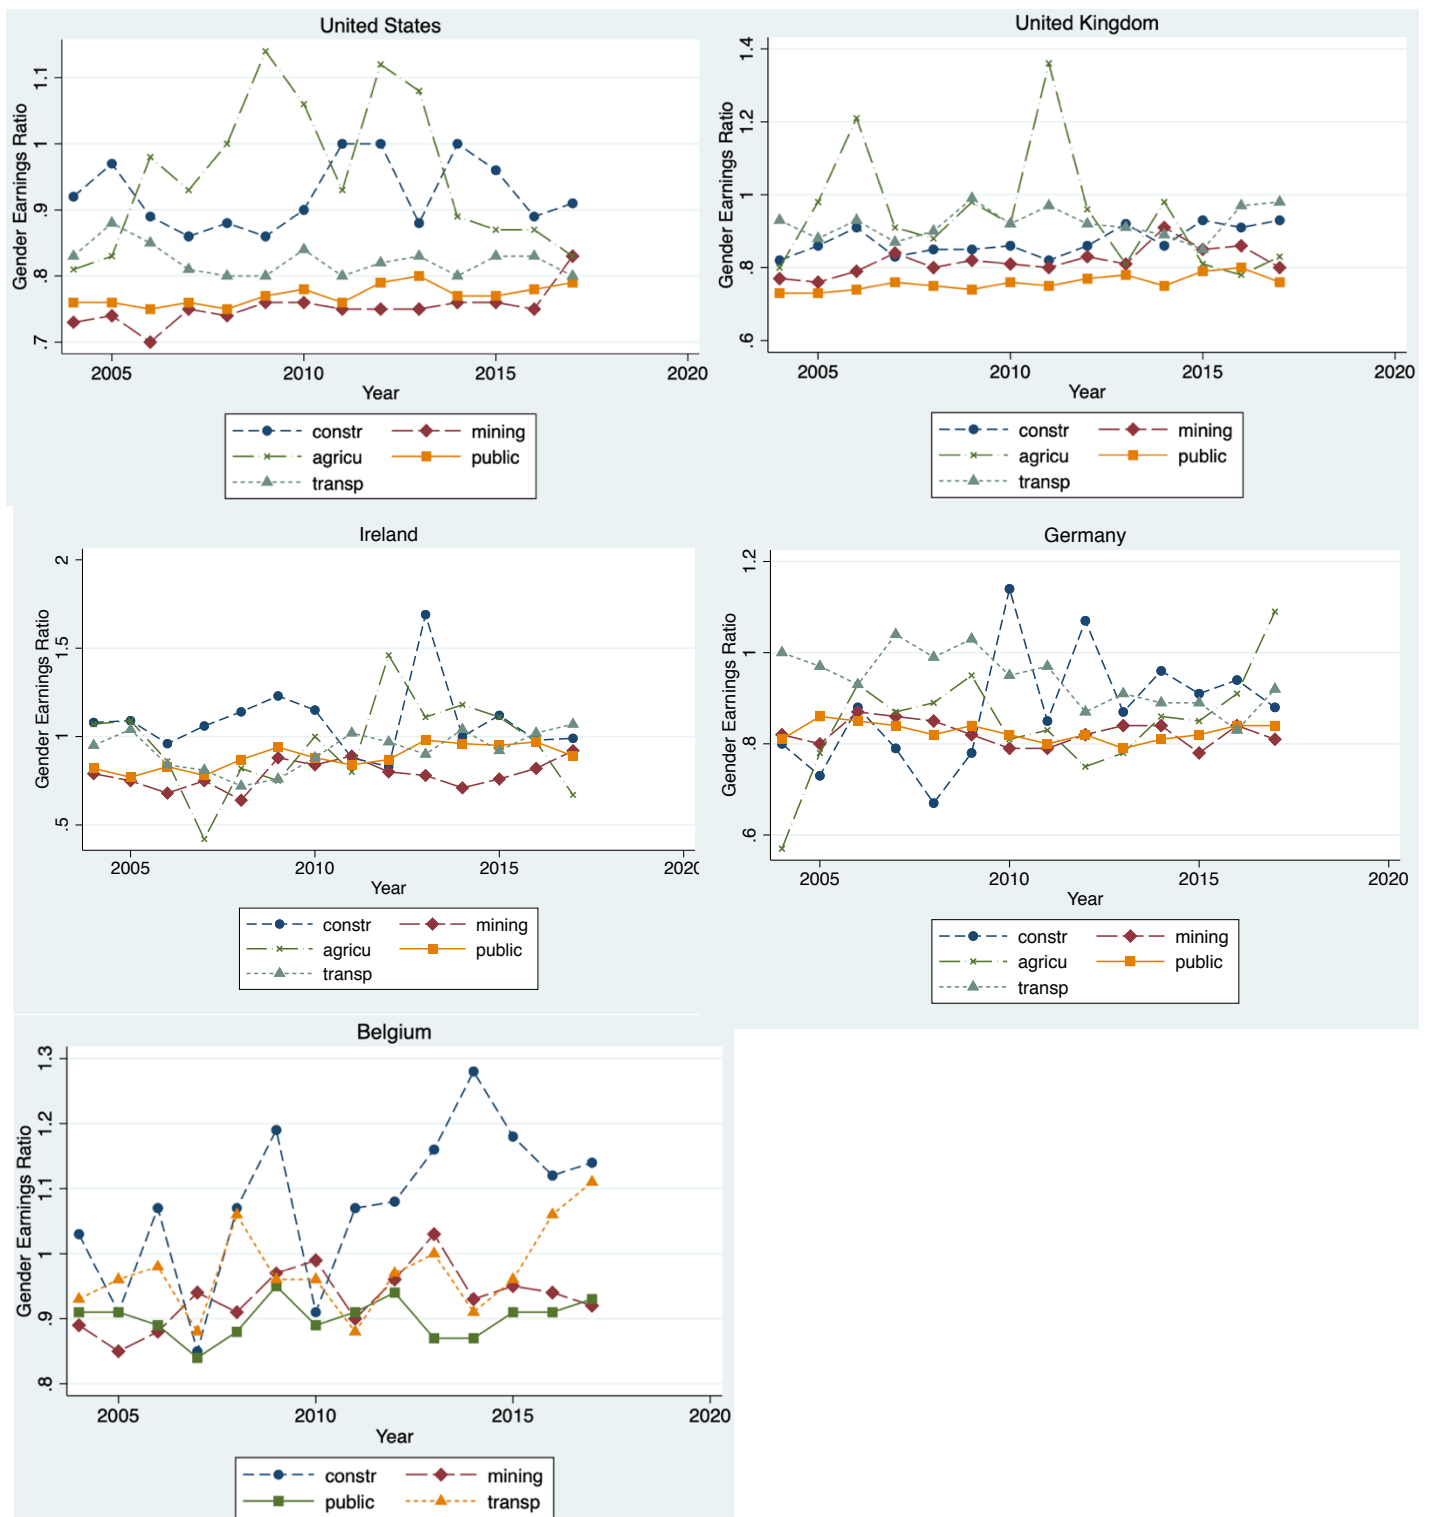 United States
Gender Earnings Ratio
1.1
1
.9
.8
.7
2005 2010 2015 2020
Year
constr mining
agricu public
transp
United Kingdom
Gender Earnings Ratio
1.4
1.2
1
.8
.6
2005 2010 2015 2020
Year
constr mining
agricu public
transp
Ireland
Gender Earnings Ratio
2
1.5
1
.5
2005 2010 2015 2020
Year
constr mining
agricu public
transp
Germany
Gender Earnings Ratio
1.2
1
.8
.6
2005 2010 2015 2020
Year
constr mining
agricu public
transp
Belgium
Gender Earnings Ratio
1.3
1.2
1.1
1
.9
.8
2005 2010 2015 2020
Year
constr mining
public transp